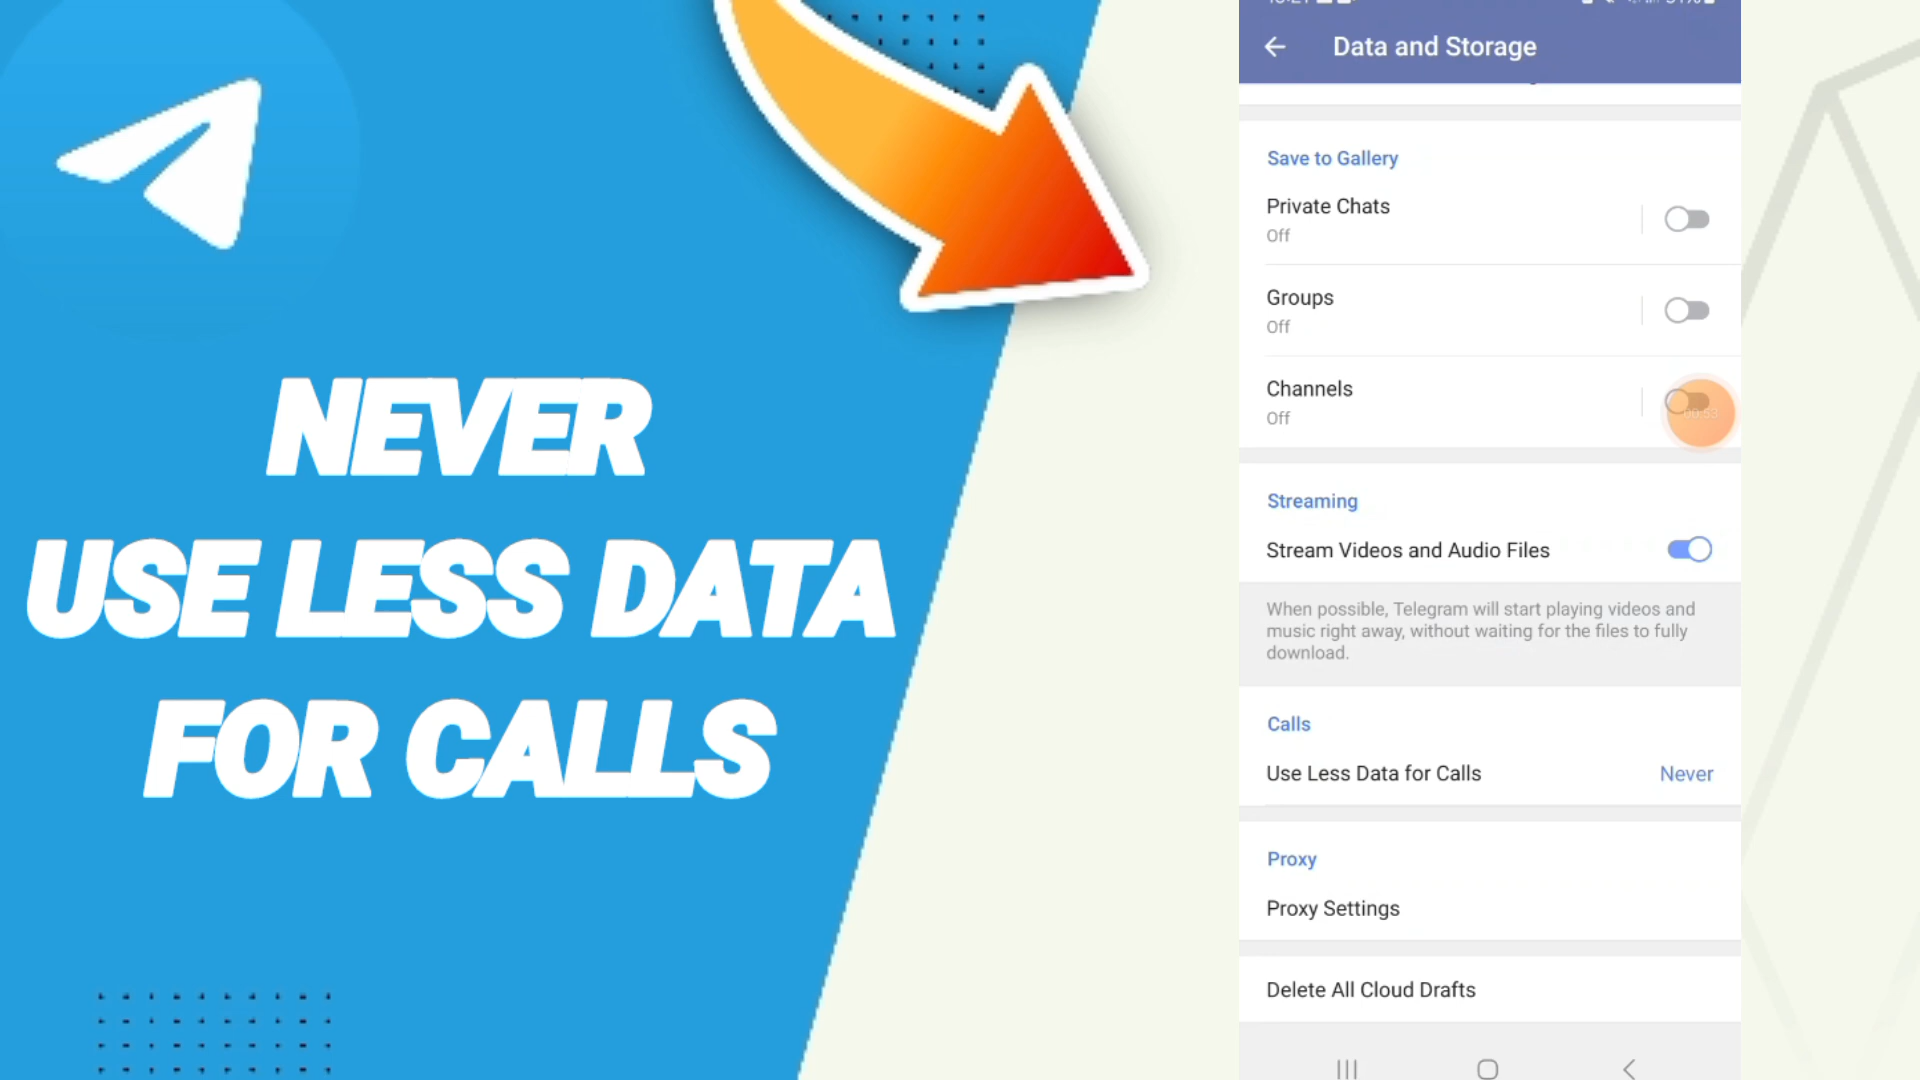 NEVER
USE LESS DATA
FOR CALLS
Data and Storage
Save to Gallery
Private Chats
Off
Groups
Off
Channels
Off
00:53
Streaming
Stream Videos and Audio Files
When possible, Telegram will start playing videos and
music right away, without waiting for the files to fully
download.
Calls
Use Less Data for Calls
Never
Proxy
Proxy Settings
Delete All Cloud Drafts